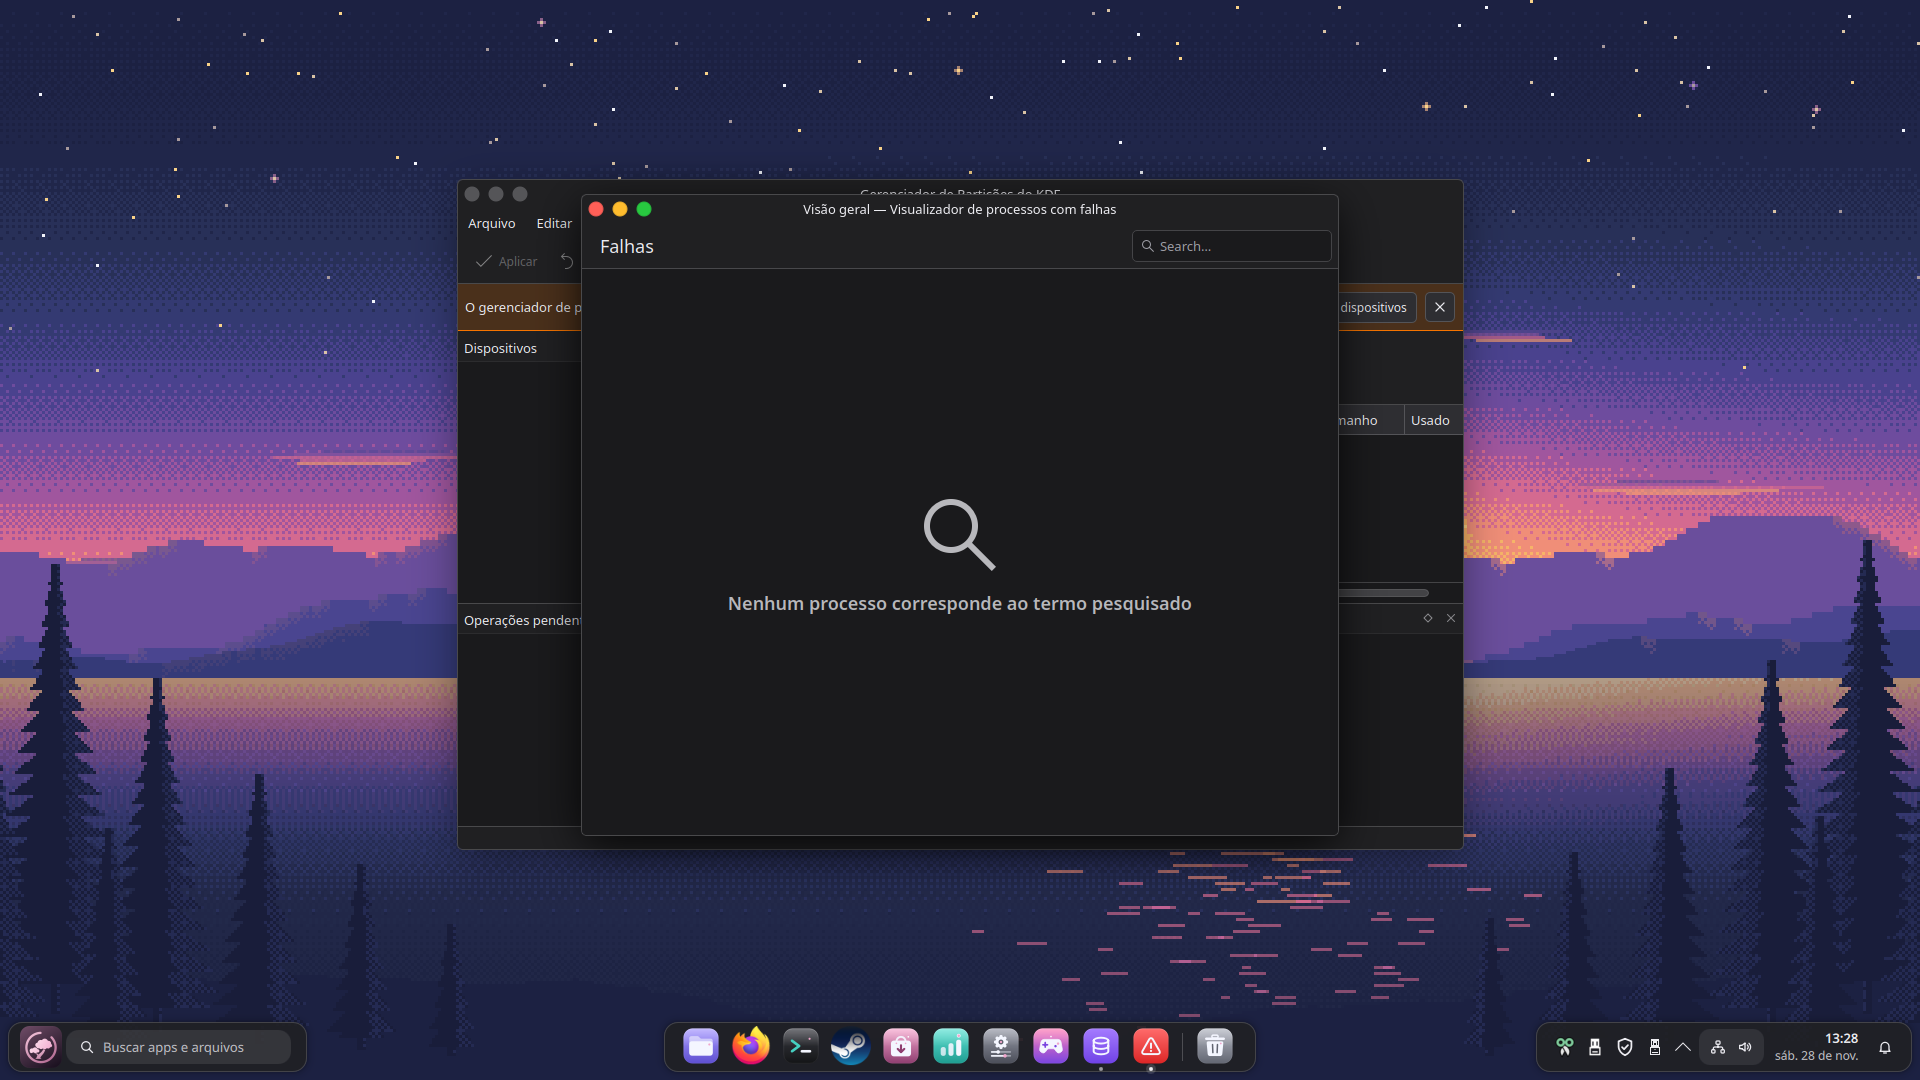 Gerenciador de Partições do KDE
Visão geral — Visualizador de processos com falhas
Arquivo
Editar
Falhas
Search...
Aplicar
O gerenciador de
dispositivos
Dispositivos
Usado
Nenhum processo corresponde ao termo pesquisado
Operações
Buscar apps e arquivos
13:28
sáb. 28 de nov.